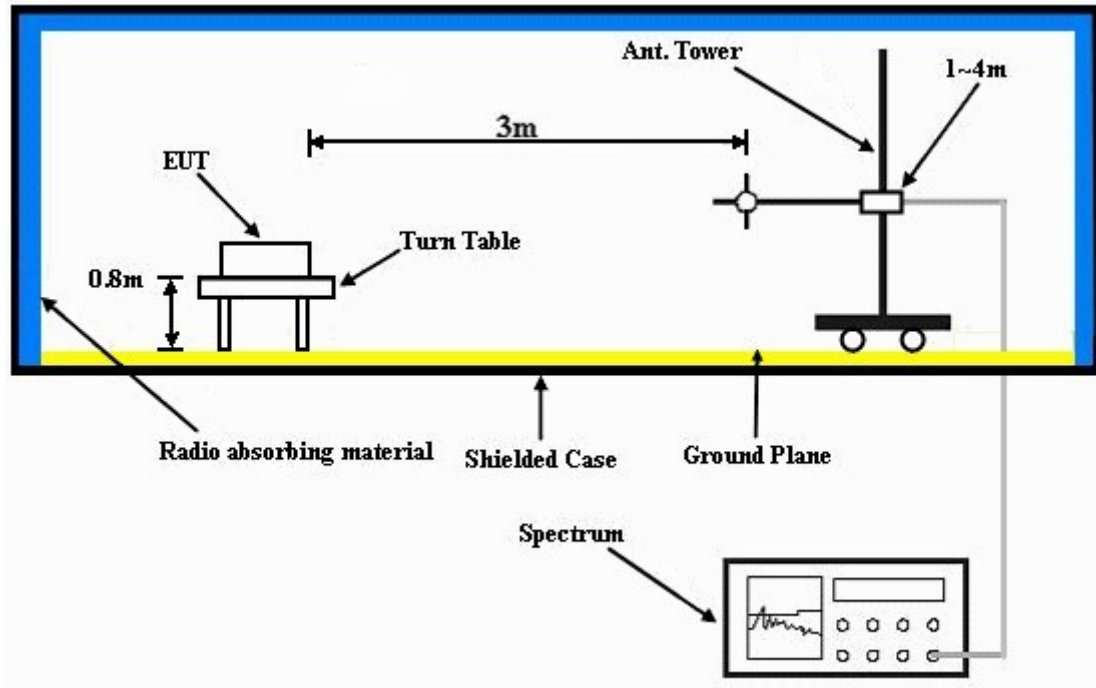 Ant. Tower
1~4m
3m
EUT
Turn Table
0.8m
Radio absorbing material
Shielded Case
Ground Plane
Spectrum